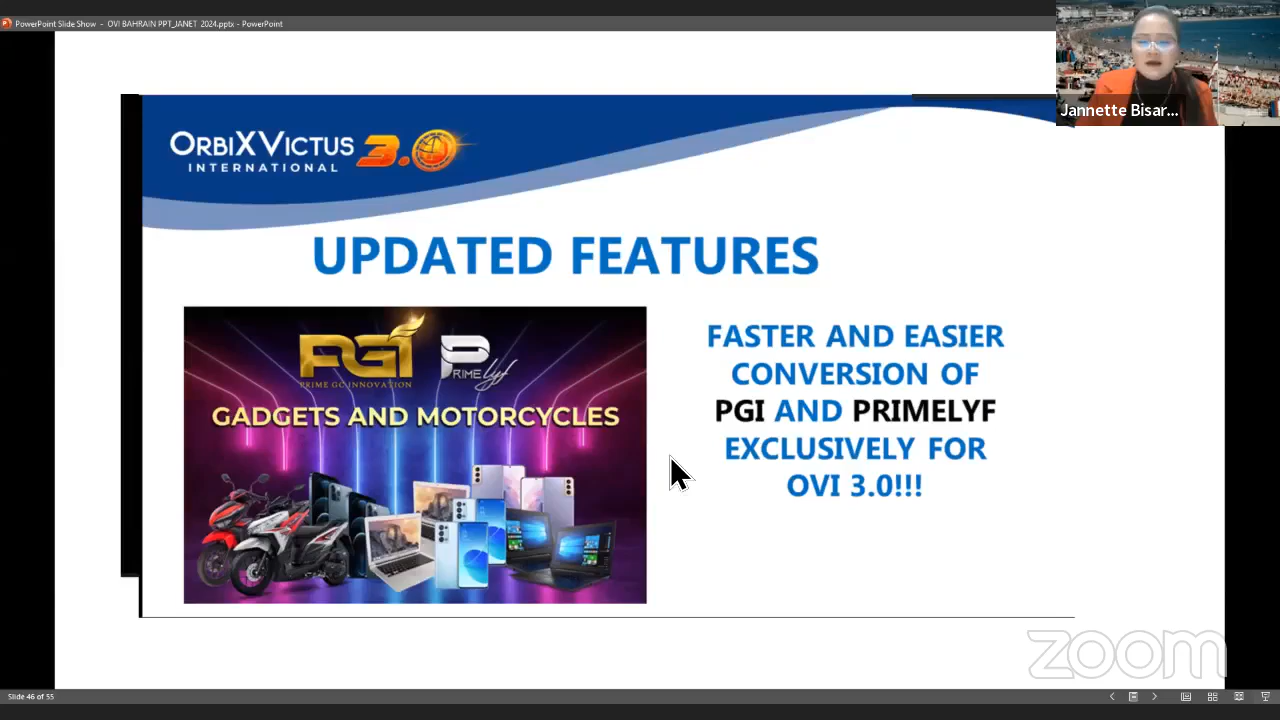 PowerPoint Slide Show - OVI BAHRAIN PPT_JANET 2024.pptx - PowerPoint
Jannette Bisar...
ORBIXVICTUS 3.0
INTERNATIONAL
UPDATED FEATURES
PGI PRIMElyf
PRIME GC INNOVATION
GADGETS AND MOTORCYCLES
FASTER AND EASIER
CONVERSION OF
PGI AND PRIMELYF
EXCLUSIVELY FOR
OVI 3.0!!!
zoom
Slide 46 of 55